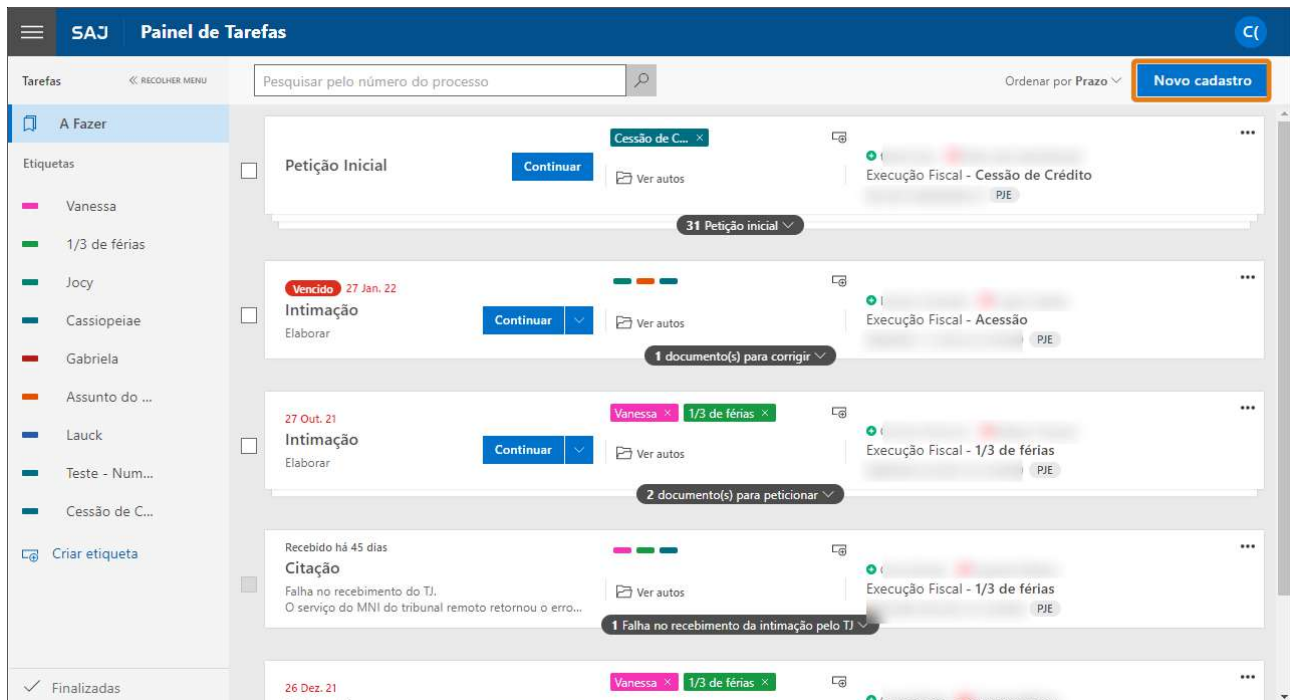 SAJ
Painel de Tarefas
C(
Tarefas
RECOLHER MENU
Pesquisar pelo número do processo
Ordenar por Prazo
Novo cadastro
A Fazer
Etiquetas
Vanessa
1/3 de férias
Jocy
Cassiopeiae
Gabriela
Assunto do ...
Lauck
Teste - Num...
Cessão de C...
Criar etiqueta
Finalizadas
Petição Inicial
Continuar
Cessão de C... ×
Ver autos
Execução Fiscal - Cessão de Crédito
PJE
31 Petição inicial
Vencido 27 Jan. 22
Intimação
Elaborar
Continuar
Ver autos
Execução Fiscal - Acessão
PJE
1 documento(s) para corrigir
27 Out. 21
Intimação
Elaborar
Continuar
Vanessa × 1/3 de férias ×
Ver autos
Execução Fiscal - 1/3 de férias
PJE
2 documento(s) para peticionar
Recebido há 45 dias
Citação
Falha no recebimento do TJ.
O serviço do MNI do tribunal remoto retornou o erro...
Ver autos
Execução Fiscal - 1/3 de férias
PJE
1 Falha no recebimento da intimação pelo TJ
26 Dez. 21
Vanessa × 1/3 de férias ×